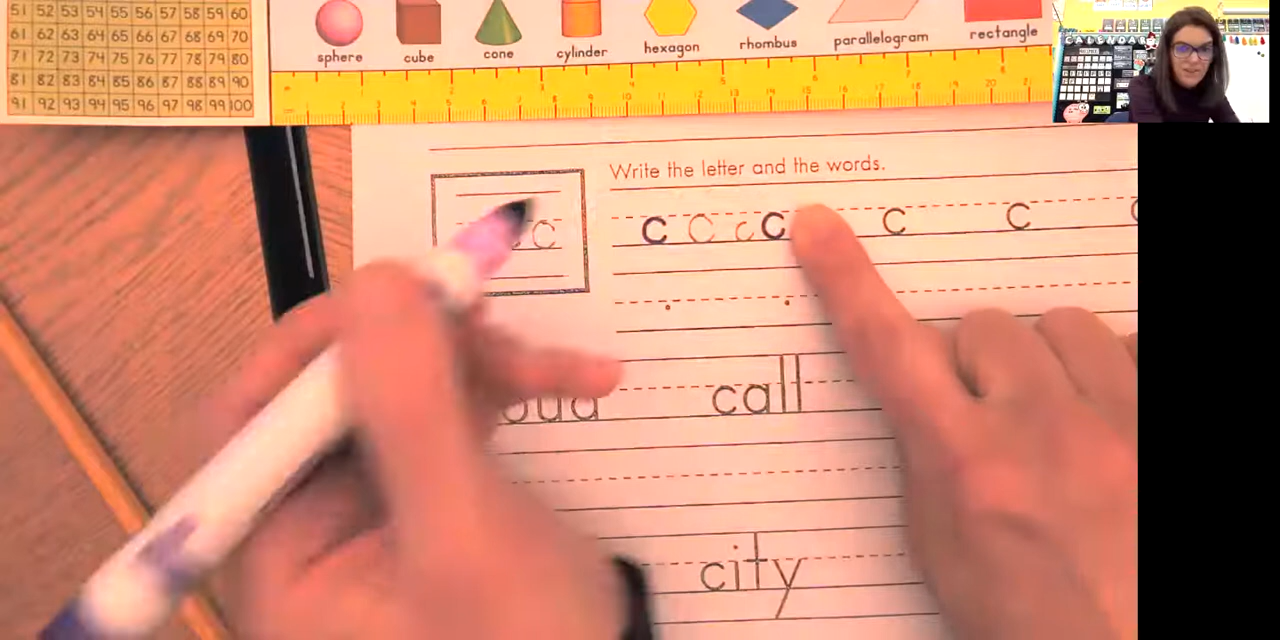 51 52 53 54 55 56 57 58 59 60
61 62 63 64 65 66 67 68 69 70
71 72 73 74 75 76 77 78 79 80
81 82 83 84 85 86 87 88 89 90
91 92 93 94 95 96 97 98 99 100
sphere cube cone cylinder hexagon rhombus parallelogram rectangle
Write the letter and the words.
c c c c c c c
call
city